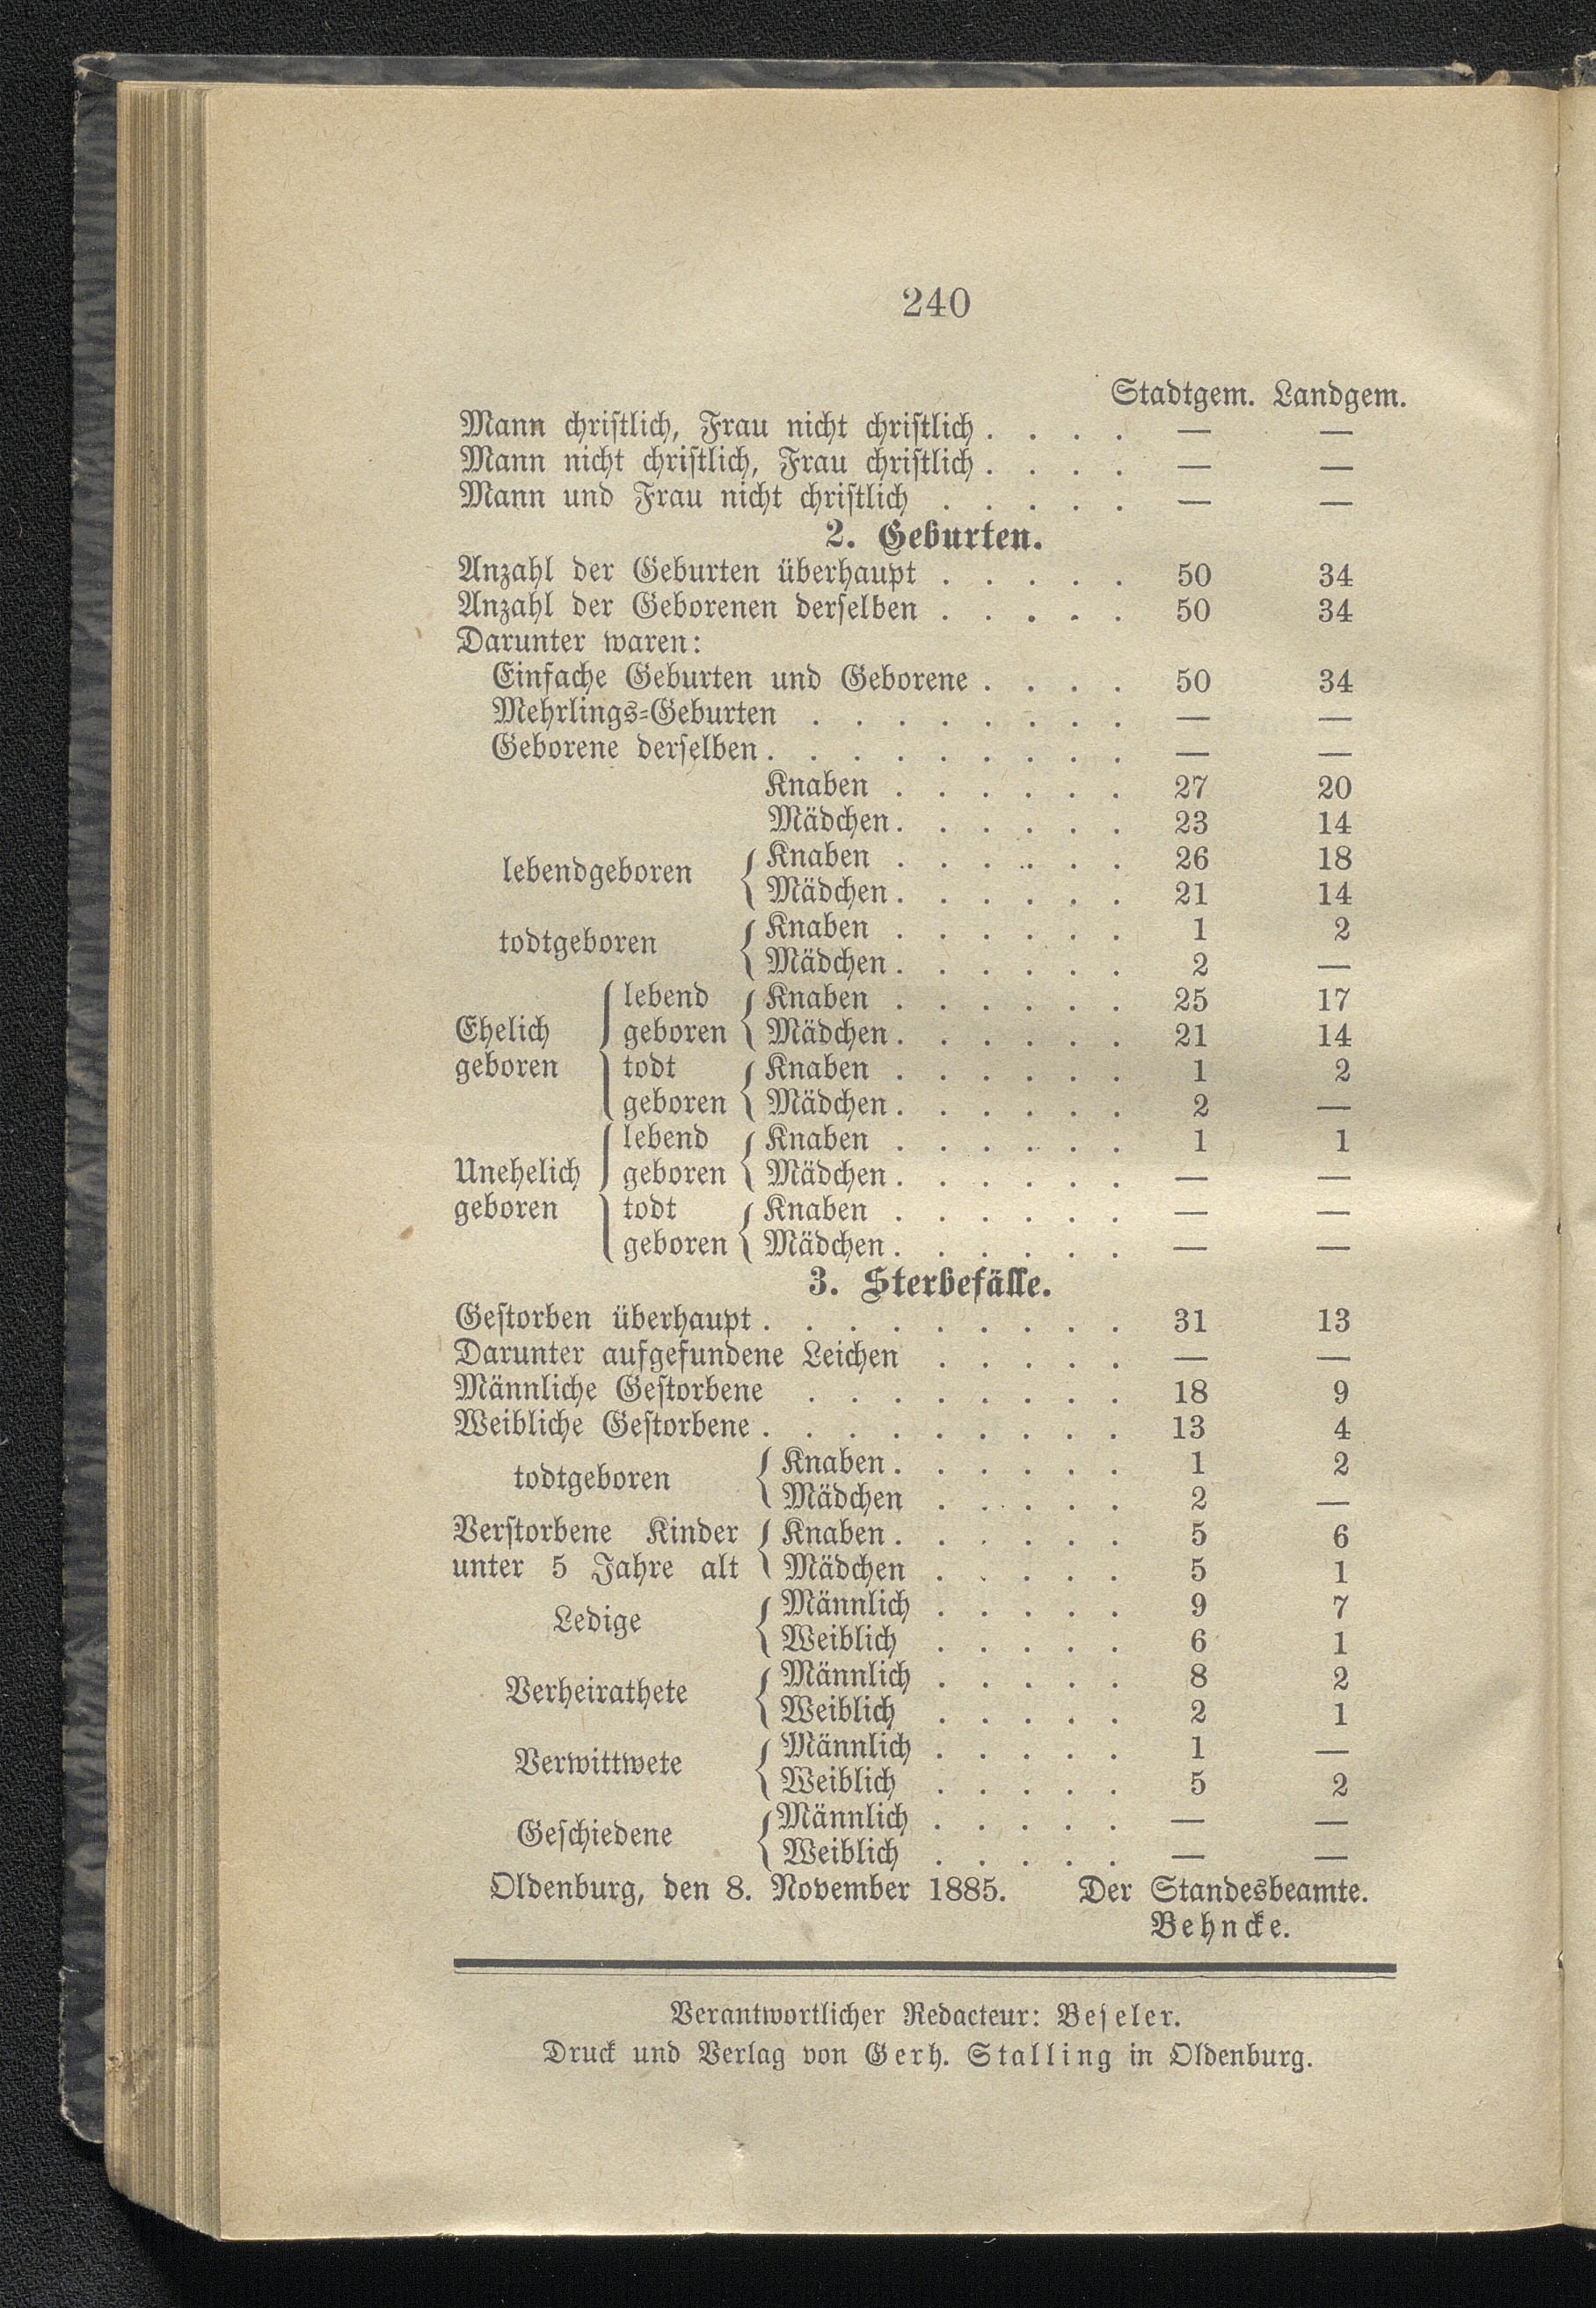 240
Stadtgem. Landgem.
Mann christlich, Frau nicht christlich . . . . — —
Mann nicht christlich, Frau christlich . . . . — —
Mann und Frau nicht christlich . . . . . — —
2. Geburten.
Anzahl der Geburten überhaupt . . . . . 50 34
Anzahl der Geborenen derselben . . . . . 50 34
Darunter waren:
Einfache Geburten und Geborene . . . . 50 34
Mehrlings-Geburten . . . . . . . . — —
Geborene derselben . . . . . . . . . — —
Knaben . . . . . . 27 20
Mädchen . . . . . . 23 14
lebendgeboren { Knaben . . . . . . 26 18
Mädchen . . . . . . 21 14
todtgeboren { Knaben . . . . . . 1 2
Mädchen . . . . . . 2 —
lebend { Knaben . . . . . . 25 17
Ehelich geboren Mädchen . . . . . . 21 14
geboren todt { Knaben . . . . . . 1 2
geboren Mädchen . . . . . . 2 —
lebend { Knaben . . . . . . 1 1
Unehelich geboren Mädchen . . . . . . — —
geboren todt { Knaben . . . . . . — —
geboren Mädchen . . . . . . — —
3. Sterbefälle.
Gestorben überhaupt . . . . . . . . . 31 13
Darunter aufgefundene Leichen . . . . . — —
Männliche Gestorbene . . . . . . . . 18 9
Weibliche Gestorbene . . . . . . . . . 13 4
todtgeboren { Knaben . . . . . . 1 2
Mädchen . . . . . 2 —
Verstorbene Kinder { Knaben . . . . . . 5 6
unter 5 Jahre alt Mädchen . . . . . 5 1
Ledige { Männlich . . . . . 9 7
Weiblich . . . . . 6 1
Verheirathete { Männlich . . . . . 8 2
Weiblich . . . . . 2 1
Verwittwete { Männlich . . . . . 1 —
Weiblich . . . . . 5 2
Geschiedene { Männlich . . . . . — —
Weiblich . . . . . — —
Oldenburg, den 8. November 1885. Der Standesbeamte.
Behncke.
Verantwortlicher Redacteur: Beseler.
Druck und Verlag von Gerh. Stalling in Oldenburg.